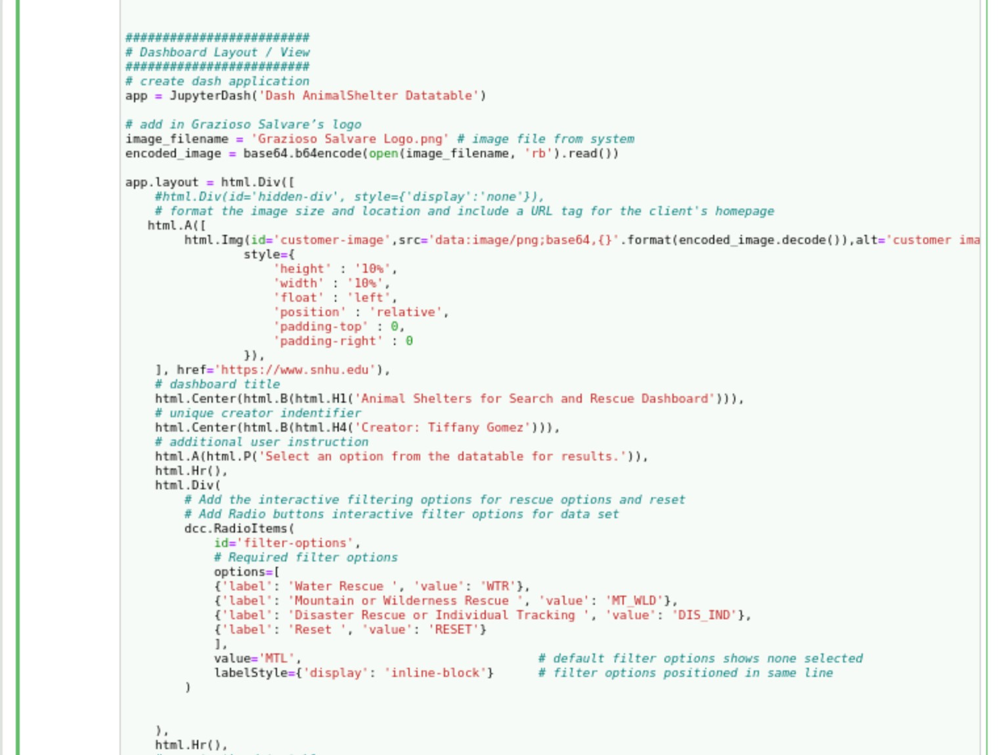 #########################
# Dashboard Layout / View
#########################
# create dash application
app = JupyterDash('Dash AnimalShelter Datatable')

# add in Grazioso Salvare’s logo
image_filename = 'Grazioso Salvare Logo.png' # image file from system
encoded_image = base64.b64encode(open(image_filename, 'rb').read())

app.layout = html.Div([
    #html.Div(id='hidden-div', style={'display':'none'}),
    # format the image size and location and include a URL tag for the client's homepage
   html.A([
        html.Img(id='customer-image',src='data:image/png;base64,{}'.format(encoded_image.decode()),alt='customer ima
                style={
                    'height' : '10%',
                    'width' : '10%',
                    'float' : 'left',
                    'position' : 'relative',
                    'padding-top' : 0,
                    'padding-right' : 0
                }),
    ], href='https://www.snhu.edu'),
    # dashboard title
    html.Center(html.B(html.H1('Animal Shelters for Search and Rescue Dashboard'))),
    # unique creator indentifier
    html.Center(html.B(html.H4('Creator: Tiffany Gomez'))),
    # additional user instruction
    html.A(html.P('Select an option from the datatable for results.')),
    html.Hr(),
    html.Div(
        # Add the interactive filtering options for rescue options and reset
        # Add Radio buttons interactive filter options for data set
        dcc.RadioItems(
            id='filter-options',
            # Required filter options
            options=[
            {'label': 'Water Rescue ', 'value': 'WTR'},
            {'label': 'Mountain or Wilderness Rescue ', 'value': 'MT_WLD'},
            {'label': 'Disaster Rescue or Individual Tracking ', 'value': 'DIS_IND'},
            {'label': 'Reset ', 'value': 'RESET'}
            ],
            value='MTL',                                # default filter options shows none selected
            labelStyle={'display': 'inline-block'}      # filter options positioned in same line
        )


    ),
    html.Hr(),